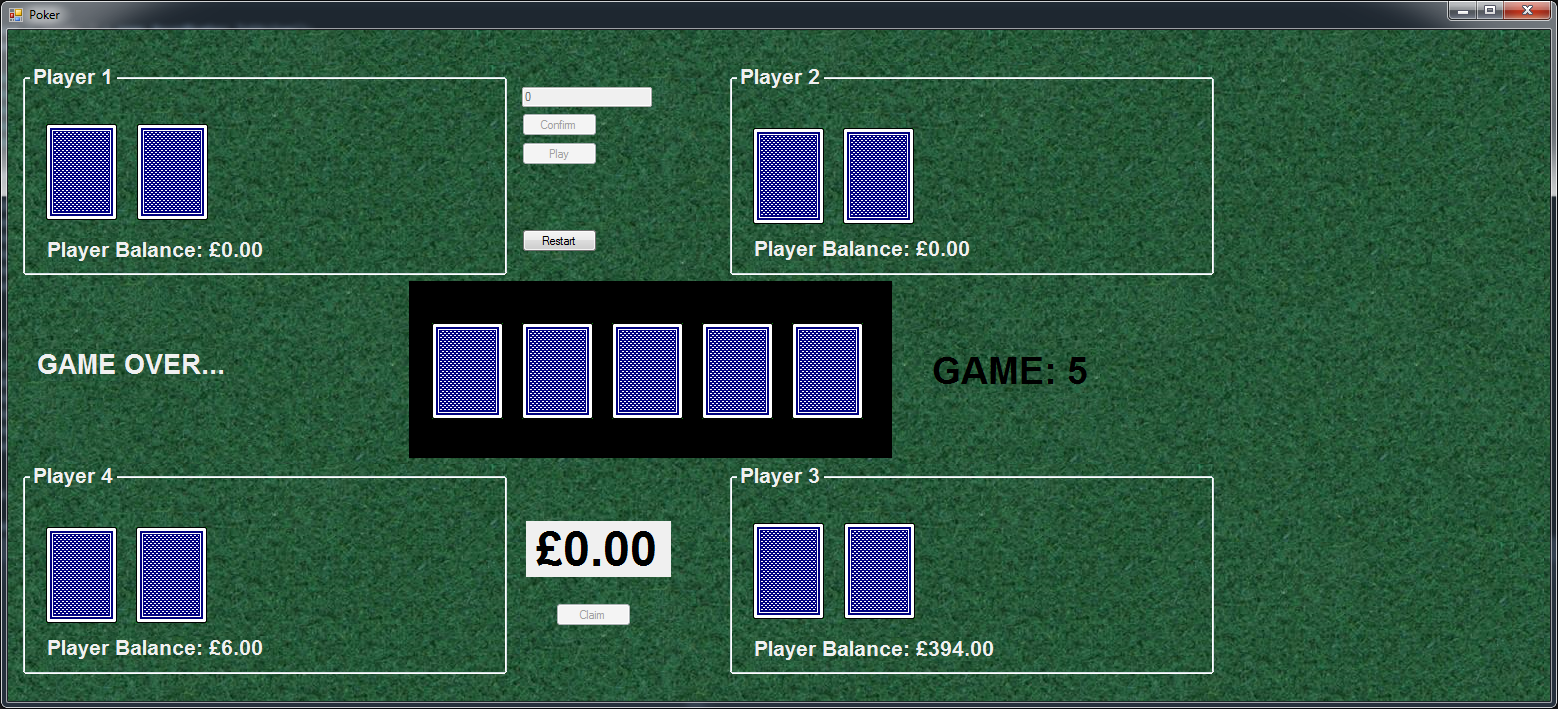 Poker
Player 1
Player 2
0
Confirm
Play
Restart
Player Balance: £0.00
Player Balance: £0.00
GAME OVER...
GAME: 5
Player 4
Player 3
£0.00
Claim
Player Balance: £6.00
Player Balance: £394.00